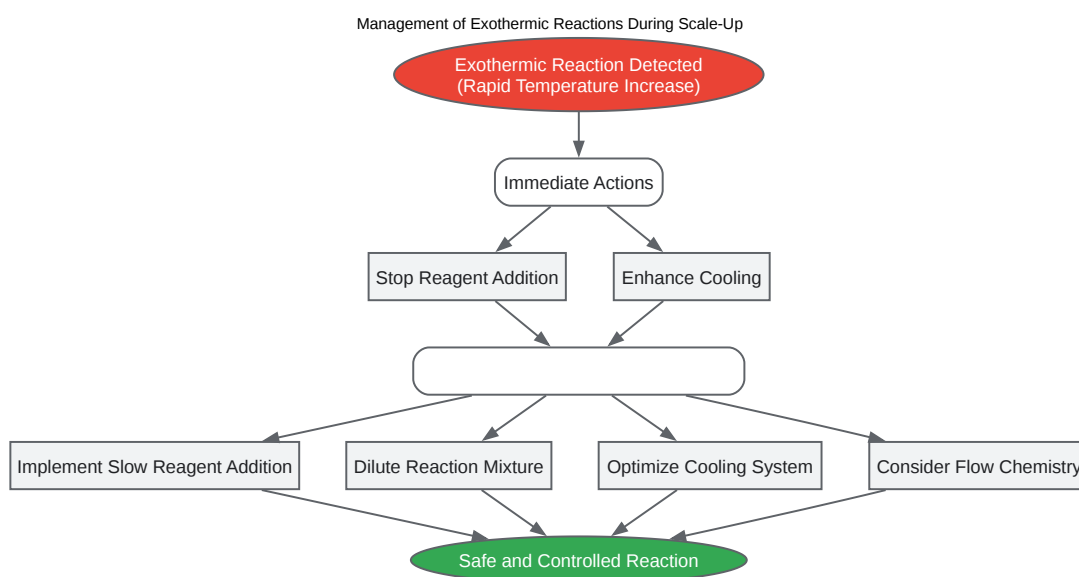 Management of Exothermic Reactions During Scale-Up
Exothermic Reaction Detected
(Rapid Temperature Increase)
Immediate Actions
Stop Reagent Addition
Enhance Cooling
Implement Slow Reagent Addition
Dilute Reaction Mixture
Optimize Cooling System
Consider Flow Chemistry
Safe and Controlled Reaction